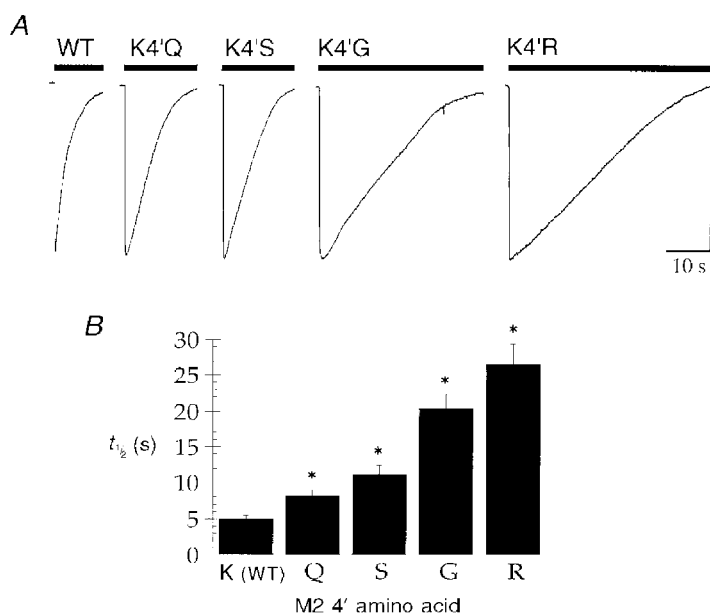 A
WT K4'Q K4'S K4'G K4'R
10 s
B
30
25
20
15
10
5
0
t½ (s)
* * * *
K (WT) Q S G R
M2 4' amino acid